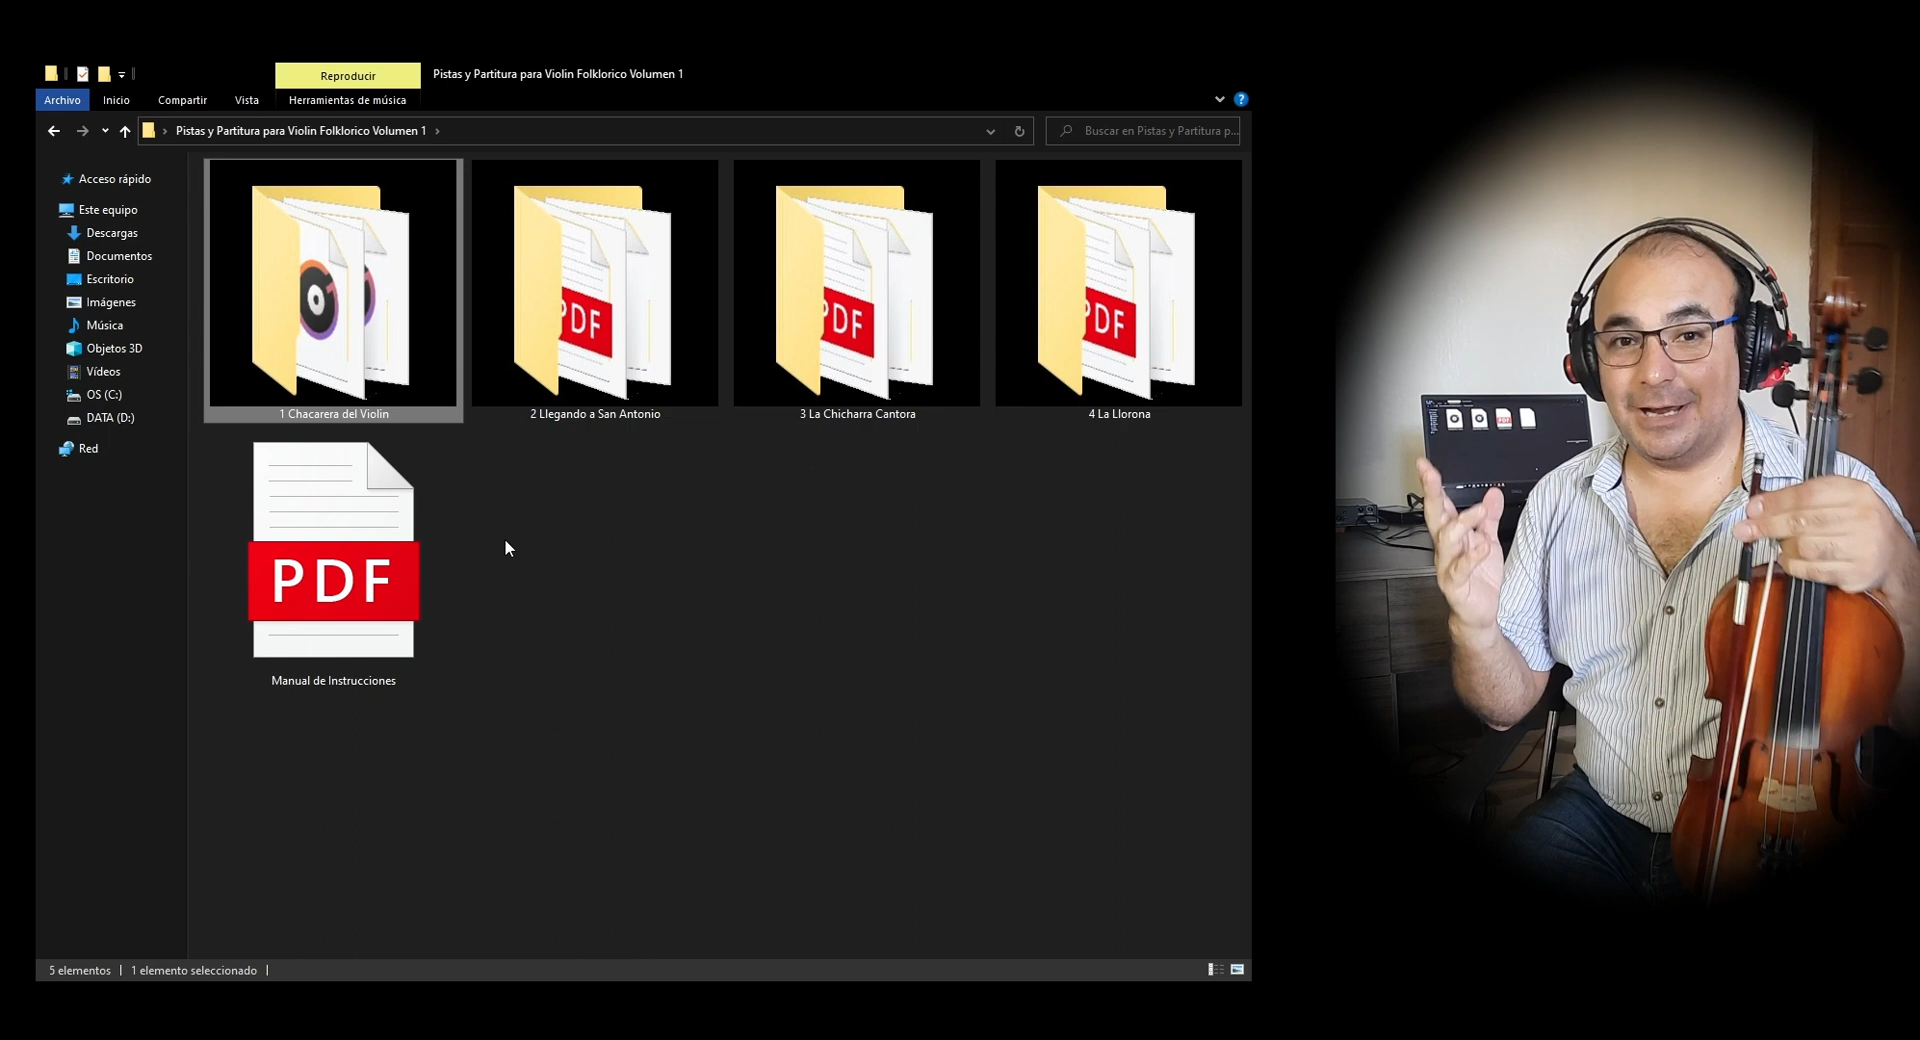 Reproducir
Pistas y Partitura para Violin Folklorico Volumen 1
Archivo
Inicio
Compartir
Vista
Herramientas de música
Pistas y Partitura para Violin Folklorico Volumen 1
Buscar en Pistas y Partitura p...
Acceso rápido
Este equipo
Descargas
Documentos
Escritorio
Imágenes
Música
Objetos 3D
Vídeos
OS (C:)
DATA (D:)
Red
PDF
PDF
PDF
1 Chacarera del Violin
2 Llegando a San Antonio
3 La Chicharra Cantora
4 La Llorona
PDF
Manual de Instrucciones
5 elementos
1 elemento seleccionado